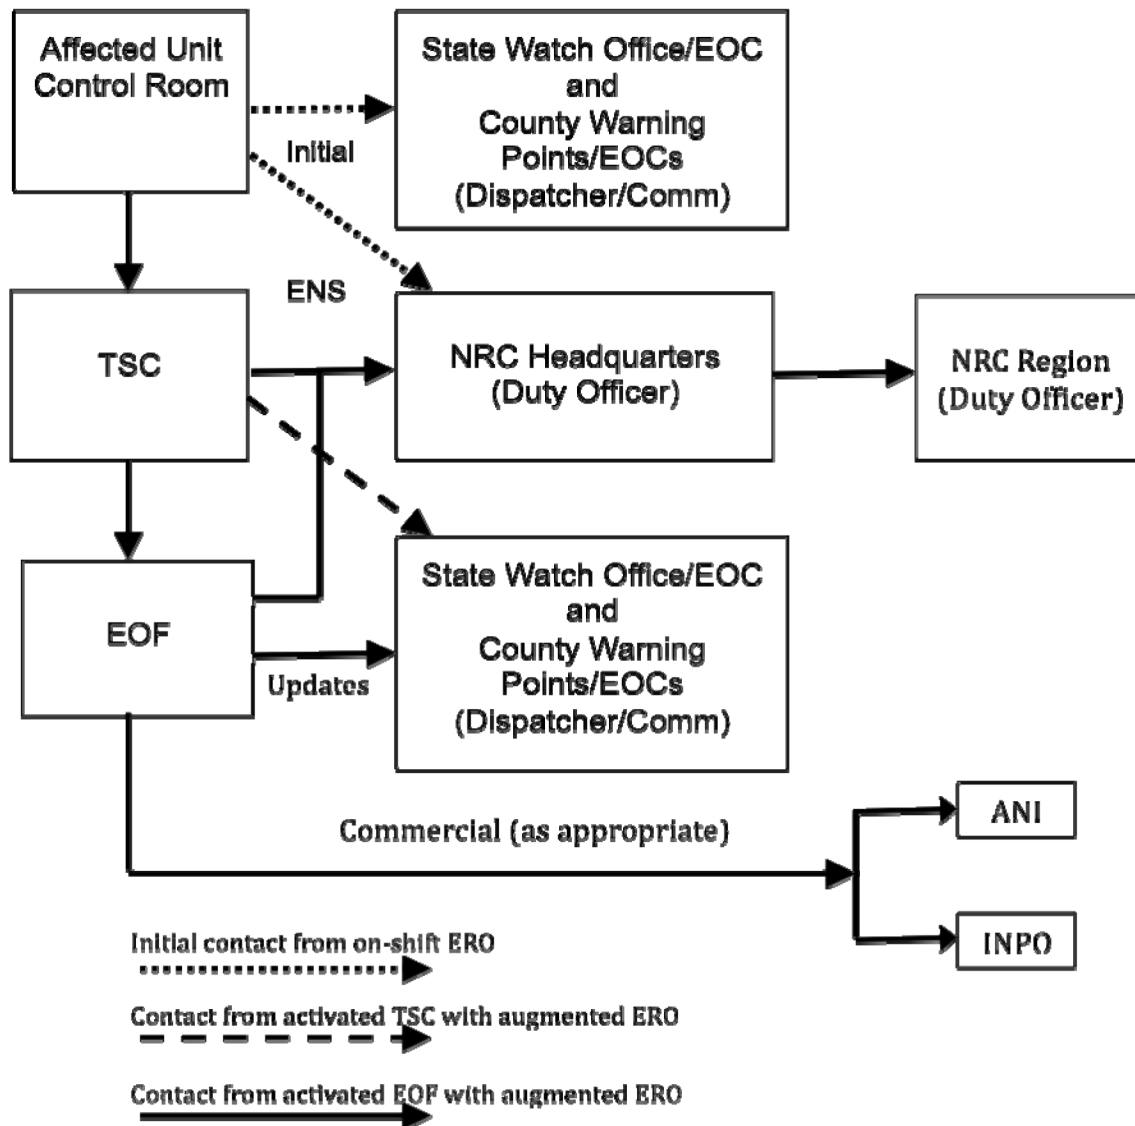 Affected Unit
Control Room
State Watch Office/EOC
and
County Warning
Points/EOCs
(Dispatcher/Comm)
Initial
ENS
TSC
NRC Headquarters
(Duty Officer)
NRC Region
(Duty Officer)
EOF
State Watch Office/EOC
and
County Warning
Points/EOCs
(Dispatcher/Comm)
Updates
Commercial (as appropriate)
ANI
INPO
Initial contact from on-shift ERO
Contact from activated TSC with augmented ERO
Contact from activated EOF with augmented ERO